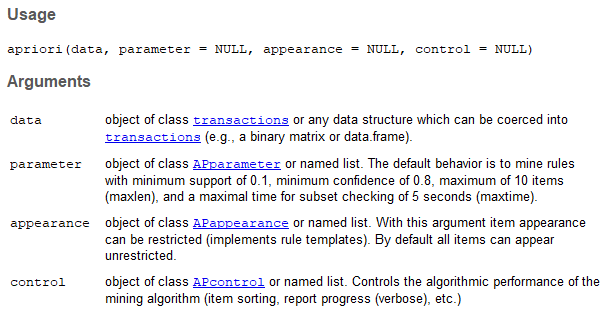 Usage
apriori(data, parameter = NULL, appearance = NULL, control = NULL)
Arguments
data object of class transactions or any data structure which can be coerced into
transactions (e.g., a binary matrix or data.frame).
parameter object of class APparameter or named list. The default behavior is to mine rules
with minimum support of 0.1, minimum confidence of 0.8, maximum of 10 items
(maxlen), and a maximal time for subset checking of 5 seconds (maxtime).
appearance object of class APappearance or named list. With this argument item appearance
can be restricted (implements rule templates). By default all items can appear
unrestricted.
control object of class APcontrol or named list. Controls the algorithmic performance of the
mining algorithm (item sorting, report progress (verbose), etc.)